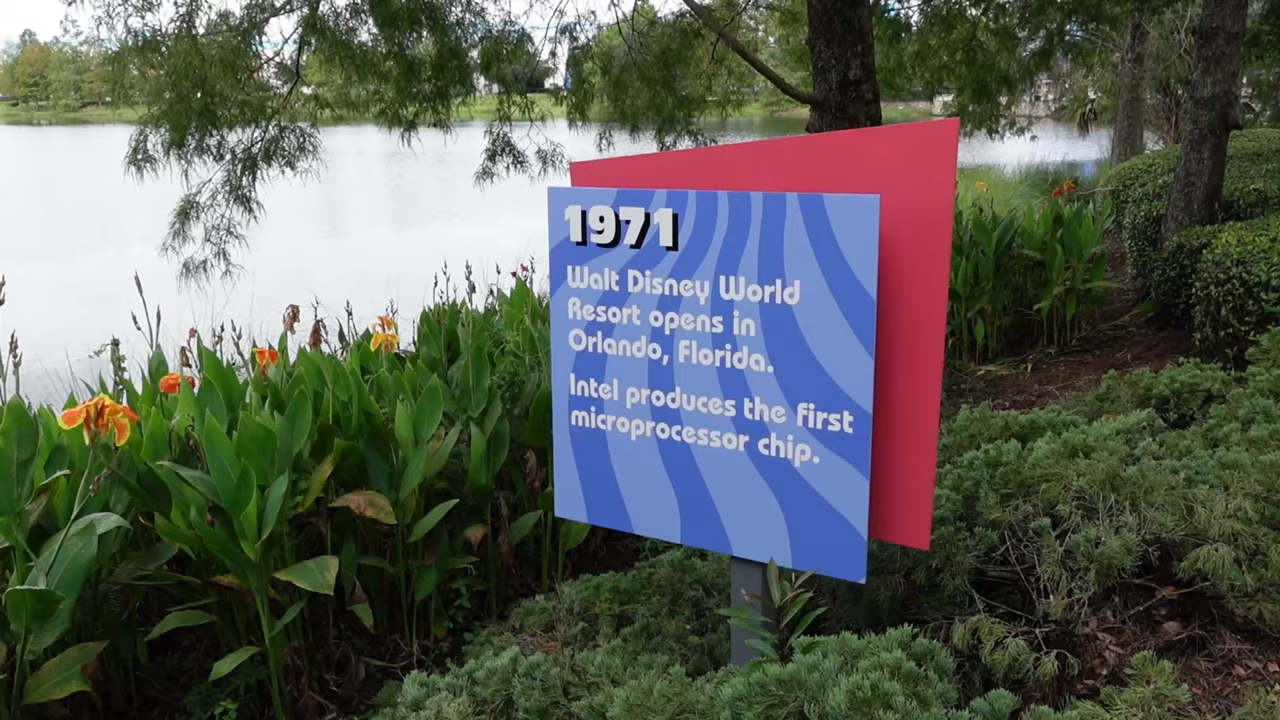 1971
Walt Disney World
Resort opens in
Orlando, Florida.
Intel produces the first
microprocessor chip.